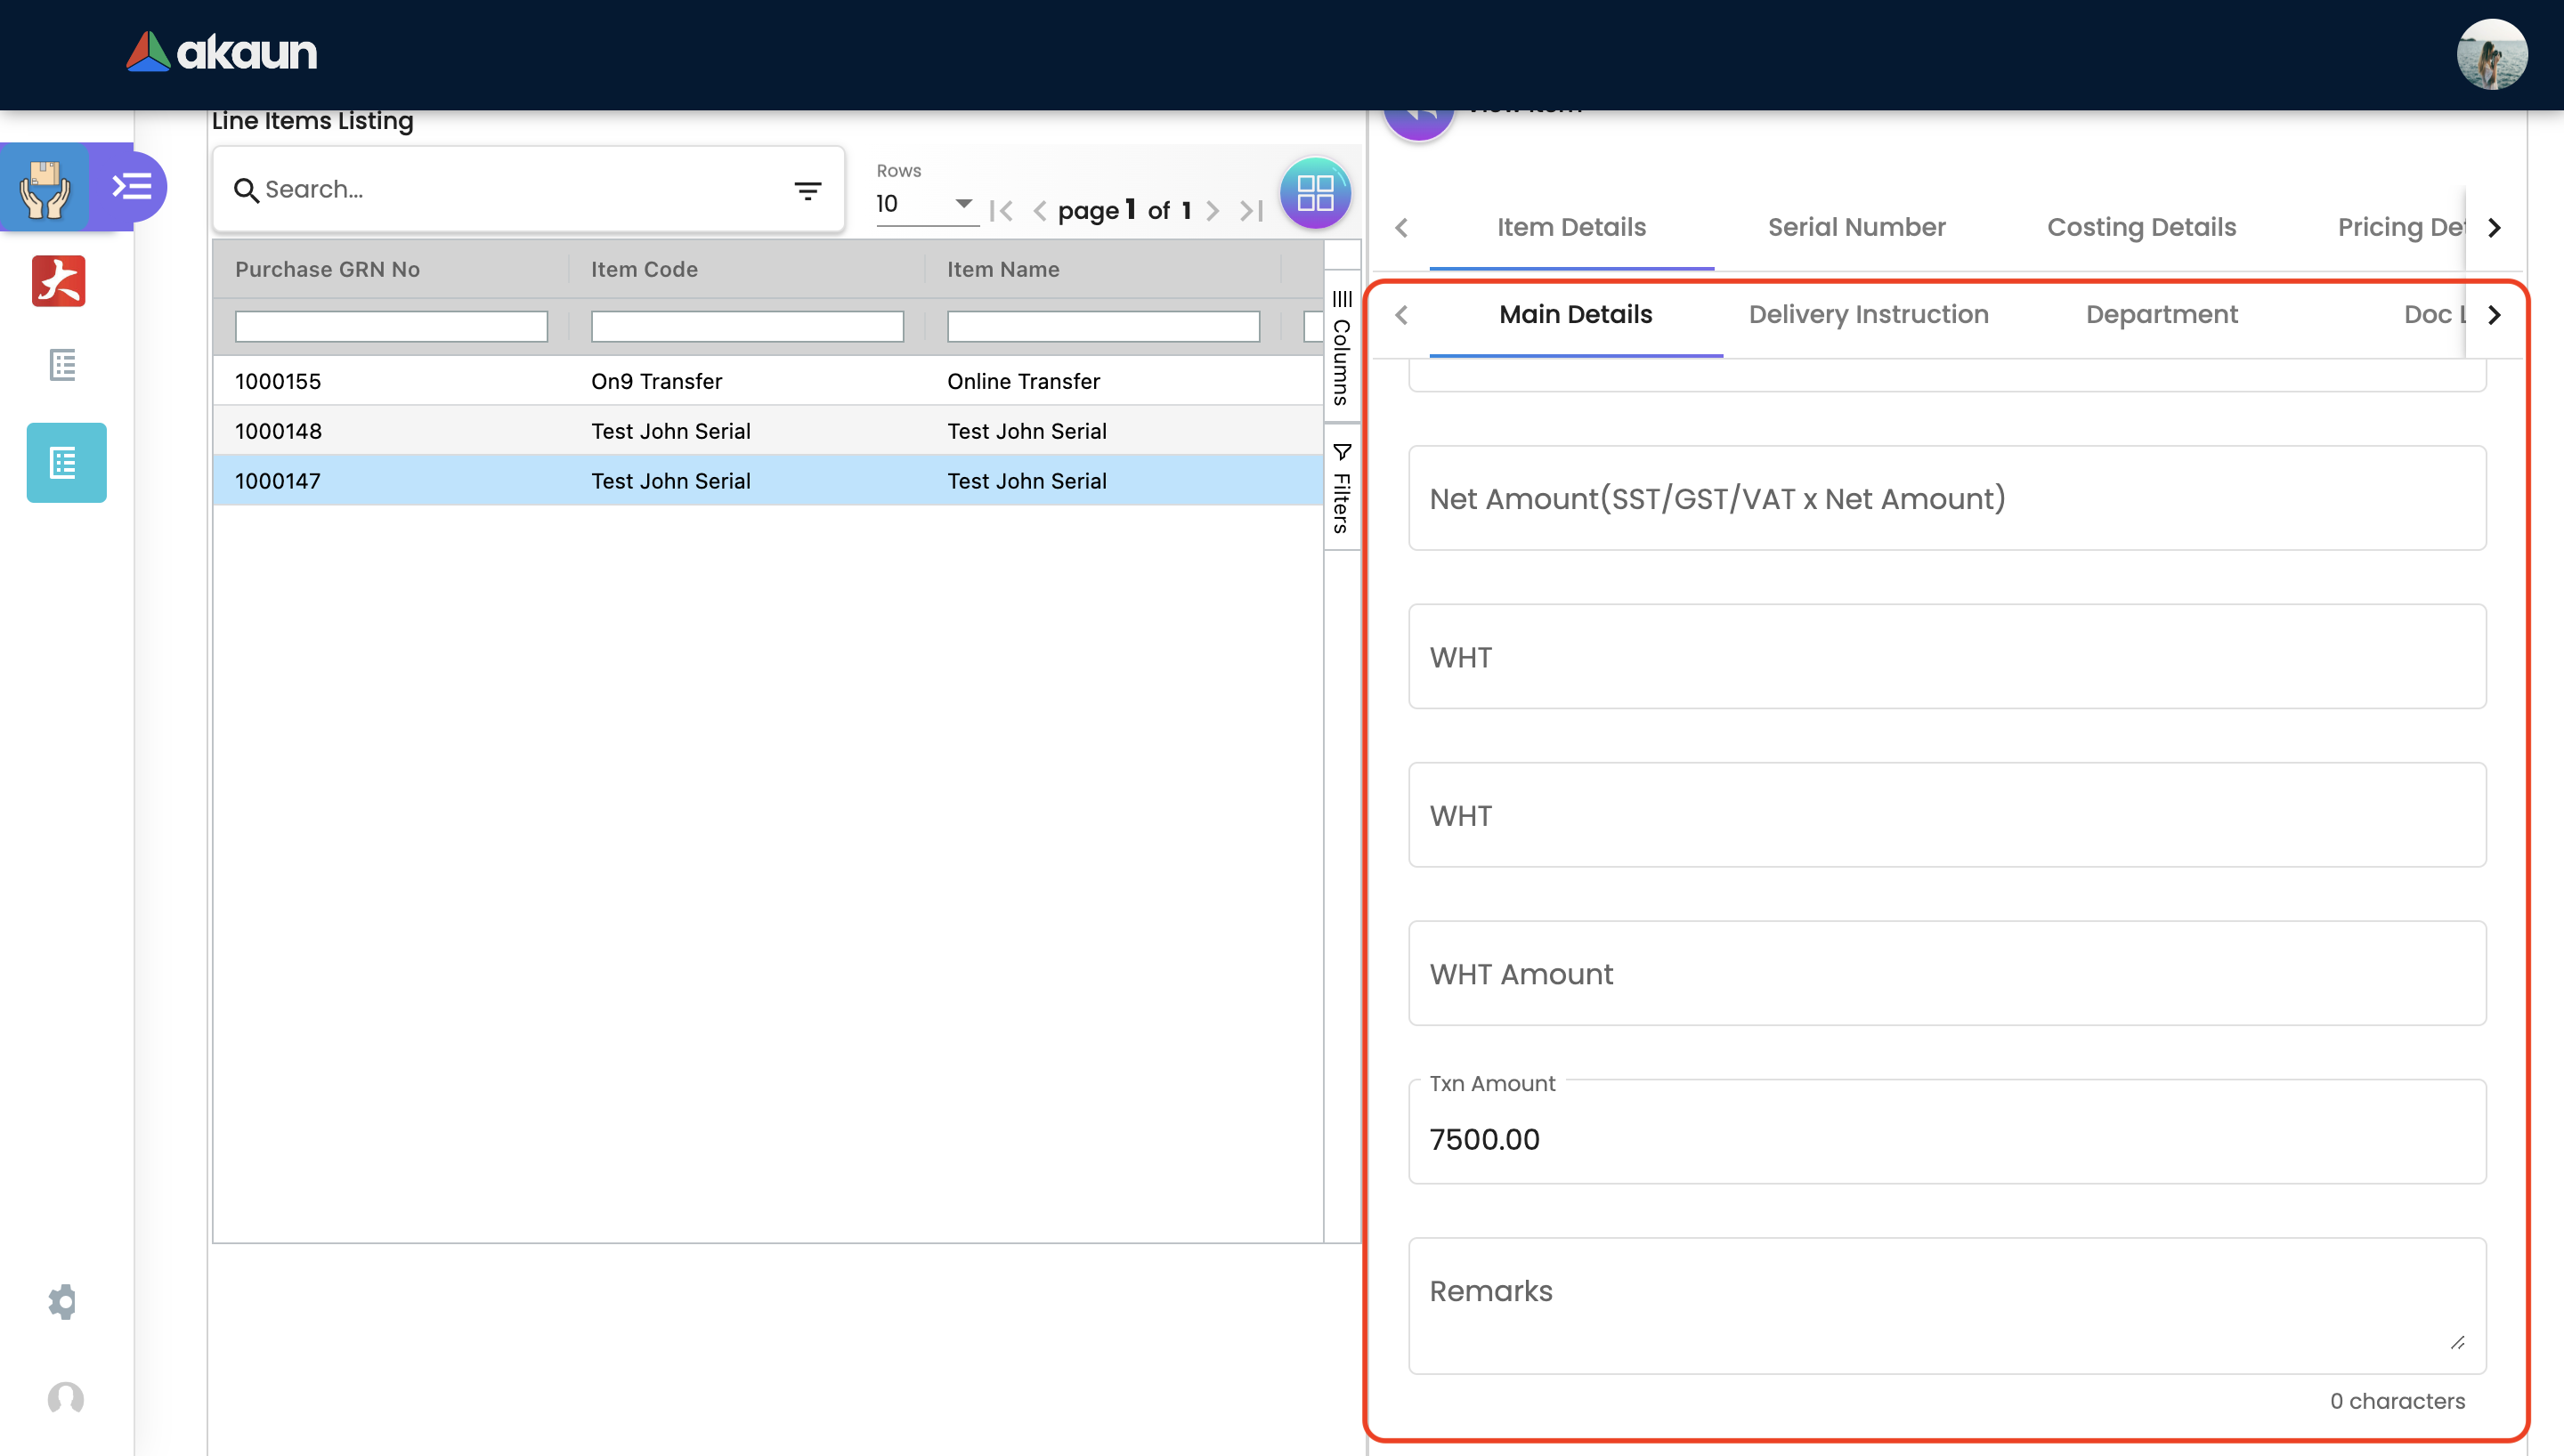 akaun
Line Items Listing
Search...
Rows
10
page 1 of 1
Purchase GRN No
Item Code
Item Name
1000155
On9 Transfer
Online Transfer
1000148
Test John Serial
Test John Serial
1000147
Test John Serial
Test John Serial
Columns
Filters
View Item
Item Details
Serial Number
Costing Details
Pricing Det
Main Details
Delivery Instruction
Department
Doc L
Net Amount(SST/GST/VAT x Net Amount)
WHT
WHT
WHT Amount
Txn Amount
7500.00
Remarks
0 characters